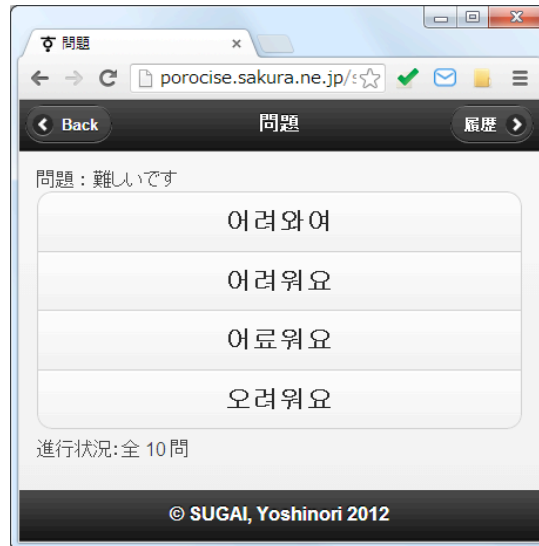 問題
porocise.sakura.ne.jp/s
Back
問題
履歴
問題：難しいです
어려와여
어려워요
어료워요
오려워요
進行状況:全 10 問
© SUGAI, Yoshinori 2012